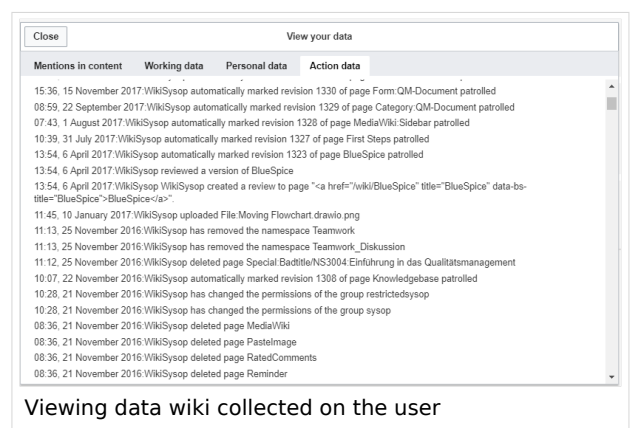 Close
View your data
Mentions in content
Working data
Personal data
Action data
15:36, 15 November 2017:WikiSysop automatically marked revision 1330 of page Form:QM-Document patrolled
08:59, 22 September 2017:WikiSysop automatically marked revision 1329 of page Category:QM-Document patrolled
07:43, 1 August 2017:WikiSysop automatically marked revision 1328 of page MediaWiki:Sidebar patrolled
10:39, 31 July 2017:WikiSysop automatically marked revision 1327 of page First Steps patrolled
13:54, 6 April 2017:WikiSysop automatically marked revision 1323 of page BlueSpice patrolled
13:54, 6 April 2017:WikiSysop reviewed a version of BlueSpice
13:54, 6 April 2017:WikiSysop WikiSysop created a review to page "<a href="/wiki/BlueSpice" title="BlueSpice" data-bs-
title="BlueSpice">BlueSpice</a>".
11:45, 10 January 2017:WikiSysop uploaded File:Moving Flowchart.drawio.png
11:13, 25 November 2016:WikiSysop has removed the namespace Teamwork
11:13, 25 November 2016:WikiSysop has removed the namespace Teamwork_Diskussion
11:12, 25 November 2016:WikiSysop deleted page Special:Badtitle/NS3004:Einführung in das Qualitätsmanagement
10:07, 22 November 2016:WikiSysop automatically marked revision 1308 of page Knowledgebase patrolled
10:28, 21 November 2016:WikiSysop has changed the permissions of the group restrictedsysop
10:28, 21 November 2016:WikiSysop has changed the permissions of the group sysop
08:36, 21 November 2016:WikiSysop deleted page MediaWiki
08:36, 21 November 2016:WikiSysop deleted page PasteImage
08:36, 21 November 2016:WikiSysop deleted page RatedComments
08:36, 21 November 2016:WikiSysop deleted page Reminder
Viewing data wiki collected on the user